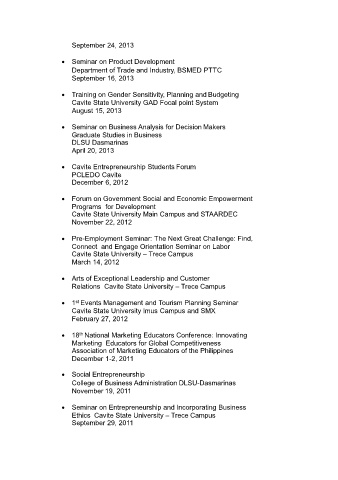 September 24, 2013
• Seminar on Product Development
Department of Trade and Industry, BSMED PTTC
September 16, 2013
• Training on Gender Sensitivity, Planning and Budgeting
Cavite State University GAD Focal point System
August 15, 2013
• Seminar on Business Analysis for Decision Makers
Graduate Studies in Business
DLSU Dasmarinas
April 20, 2013
• Cavite Entrepreneurship Students Forum
PCLEDO Cavite
December 6, 2012
• Forum on Government Social and Economic Empowerment
Programs for Development
Cavite State University Main Campus and STAARDEC
November 22, 2012
• Pre-Employment Seminar: The Next Great Challenge: Find,
Connect and Engage Orientation Seminar on Labor
Cavite State University – Trece Campus
March 14, 2012
• Arts of Exceptional Leadership and Customer
Relations Cavite State University – Trece Campus
• 1st Events Management and Tourism Planning Seminar
Cavite State University Imus Campus and SMX
February 27, 2012
• 18th National Marketing Educators Conference: Innovating
Marketing Educators for Global Competitiveness
Association of Marketing Educators of the Philippines
December 1-2, 2011
• Social Entrepreneurship
College of Business Administration DLSU-Dasmarinas
November 19, 2011
• Seminar on Entrepreneurship and Incorporating Business
Ethics Cavite State University – Trece Campus
September 29, 2011